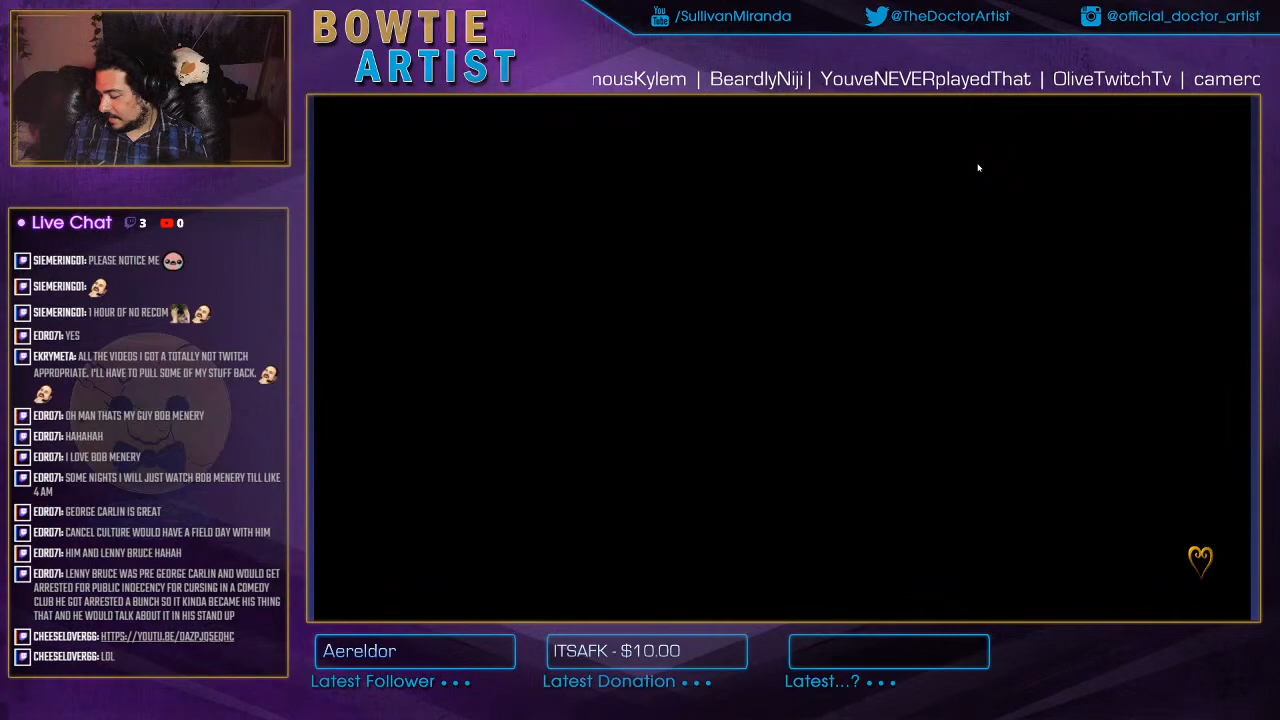 BOWTIE
ARTIST
/SullivanMiranda
@TheDoctorArtist
@official_doctor_artist
nousKylem | BeardlyNiji | YouveNEVERplayedThat | OliveTwitchTv | camerc
Live Chat 3 0
SIEMERING01: PLEASE NOTICE ME
SIEMERING01:
SIEMERING01: 1 HOUR OF NO RECOM
EDR071: YES
EKRYMETA: ALL THE VIDEOS I GOT A TOTALLY NOT TWITCH
APPROPRIATE. I'LL HAVE TO PULL SOME OF MY STUFF BACK.
EDR071: OH MAN THATS MY GUY BOB MENERY
EDR071: HAHAHAH
EDR071: I LOVE BOB MENERY
EDR071: SOME NIGHTS I WILL JUST WATCH BOB MENERY TILL LIKE
4 AM
EDR071: GEORGE CARLIN IS GREAT
EDR071: CANCEL CULTURE WOULD HAVE A FIELD DAY WITH HIM
EDR071: HIM AND LENNY BRUCE HAHAH
EDR071: LENNY BRUCE WAS PRE GEORGE CARLIN AND WOULD GET
ARRESTED FOR PUBLIC INDECENCY FOR CURSING IN A COMEDY
CLUB HE GOT ARRESTED A BUNCH SO IT KINDA BECAME HIS THING
THAT AND HE WOULD TALK ABOUT IT IN HIS STAND UP
CHEESELOVER66:
CHEESELOVER66: LOL
Aereldor
Latest Follower
ITSAFK - $10.00
Latest Donation
Latest...?